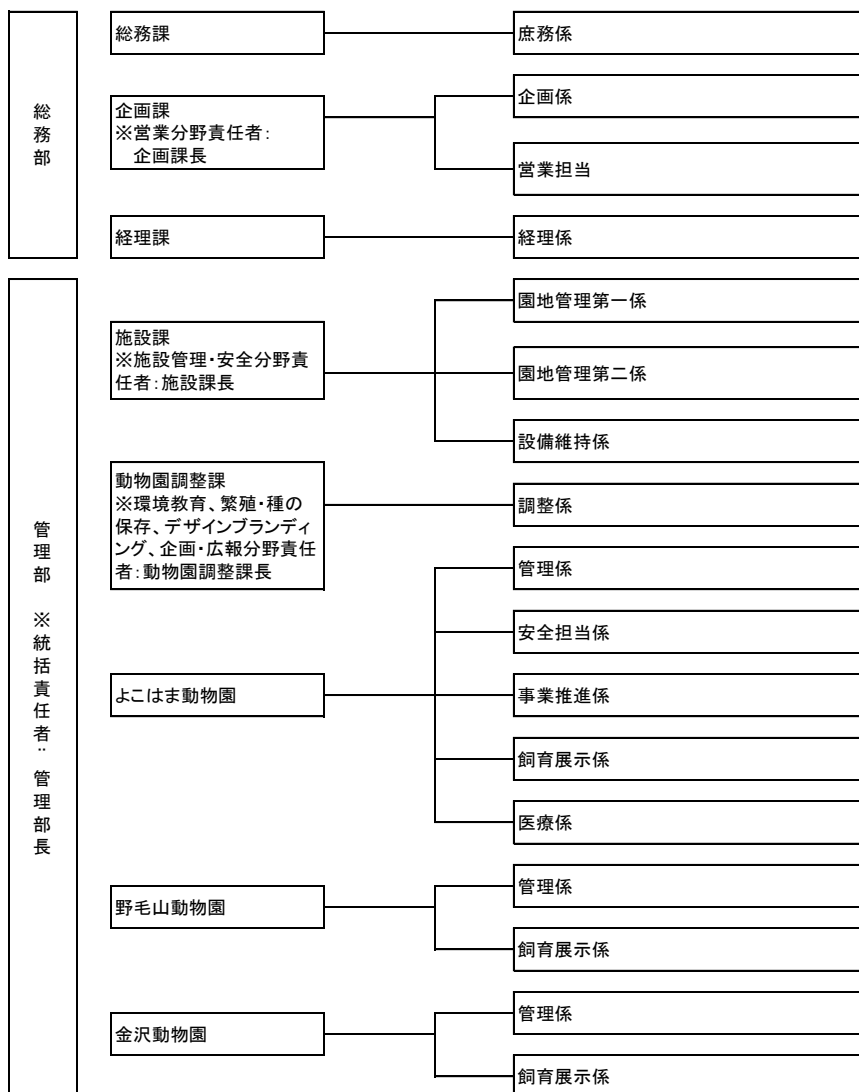 総務部
総務課
庶務係
企画課
※営業分野責任者:
企画課長
企画係
営業担当
経理課
経理係
管理部 ※統括責任者:管理部長
施設課
※施設管理・安全分野責
任者:施設課長
園地管理第一係
園地管理第二係
設備維持係
動物園調整課
※環境教育、繁殖・種の
保存、デザインブランディ
ング、企画・広報分野責任
者:動物園調整課長
調整係
よこはま動物園
管理係
安全担当係
事業推進係
飼育展示係
医療係
野毛山動物園
管理係
飼育展示係
金沢動物園
管理係
飼育展示係